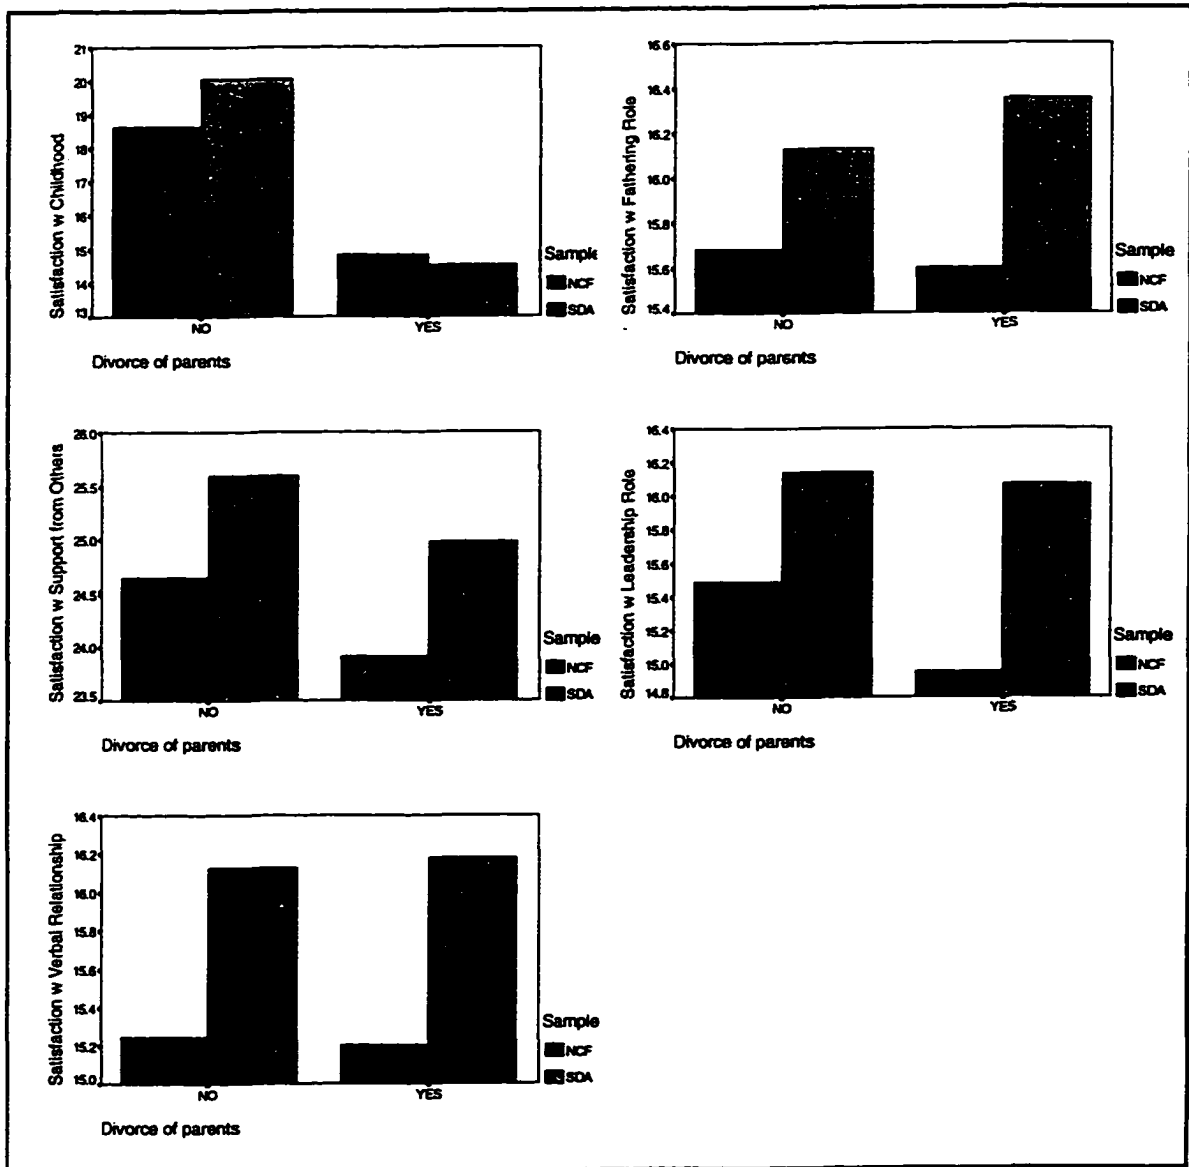 Satisfaction w Childhood
21
20
19
18
17
16
15
14
13
NO
YES
Divorce of parents
Sample
NCF
SDA
Satisfaction w Fathering Role
16.6
16.4
16.2
16.0
15.8
15.6
15.4
NO
YES
Divorce of parents
Sample
NCF
SDA
Satisfaction w Support from Others
26.0
25.5
25.0
24.5
24.0
23.5
NO
YES
Divorce of parents
Sample
NCF
SDA
Satisfaction w Leadership Role
16.4
16.2
16.0
15.8
15.6
15.4
15.2
15.0
14.8
NO
YES
Divorce of parents
Sample
NCF
SDA
Satisfaction w Verbal Relationship
16.4
16.2
16.0
15.8
15.6
15.4
15.2
15.0
NO
YES
Divorce of parents
Sample
NCF
SDA